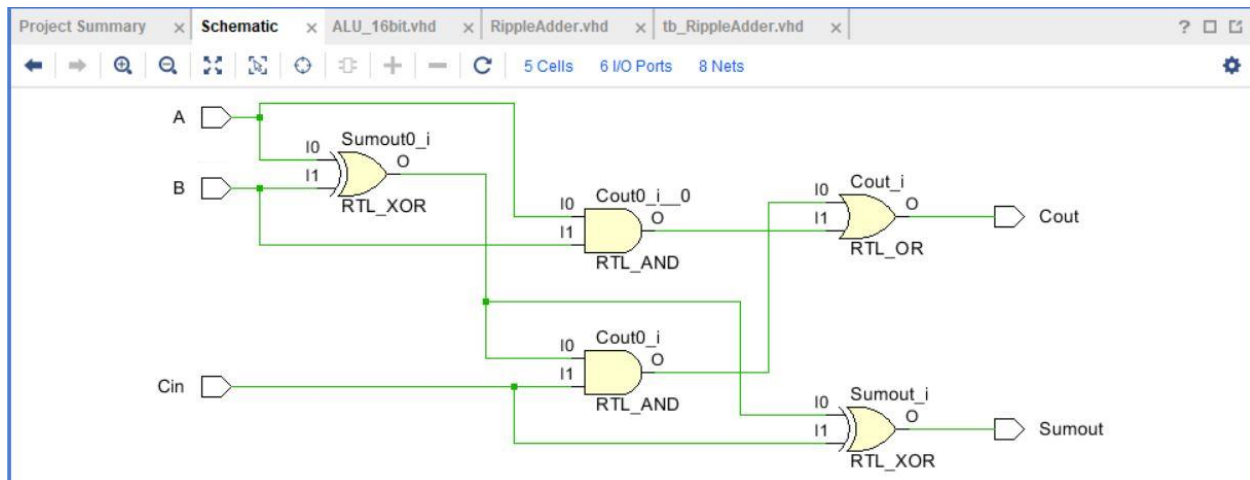 Project Summary × Schematic × ALU_16bit.vhd × RippleAdder.vhd × tb_RippleAdder.vhd × ?
5 Cells 6 I/O Ports 8 Nets
A
Sumout0_i
I0
O
I1
B
RTL_XOR
Cout0_i__0
I0
O
I1
RTL_AND
Cout_i
I0
O
I1
Cout
RTL_OR
Cout0_i
I0
O
I1
Cin
RTL_AND
Sumout_i
I0
O
I1
Sumout
RTL_XOR